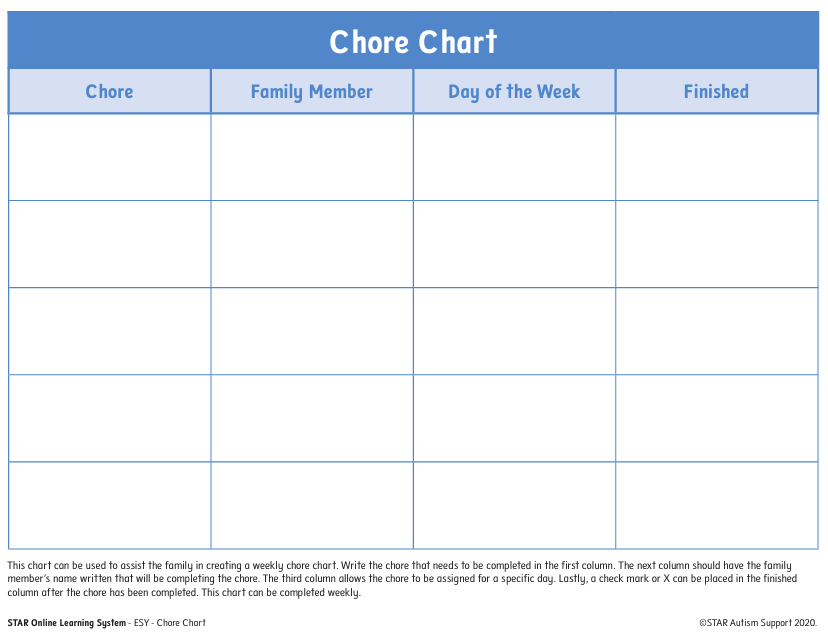 Chore Chart
Chore Family Member Day of the Week Finished
This chart can be used to assist the family in creating a weekly chore chart. Write the chore that needs to be completed in the first column. The next column should have the family
member's name written that will be completing the chore. The third column allows the chore to be assigned for a specific day. Lastly, a check mark or X can be placed in the finished
column after the chore has been completed. This chart can be completed weekly.
STAR Online Learning System - ESY - Chore Chart ©STAR Autism Support 2020.